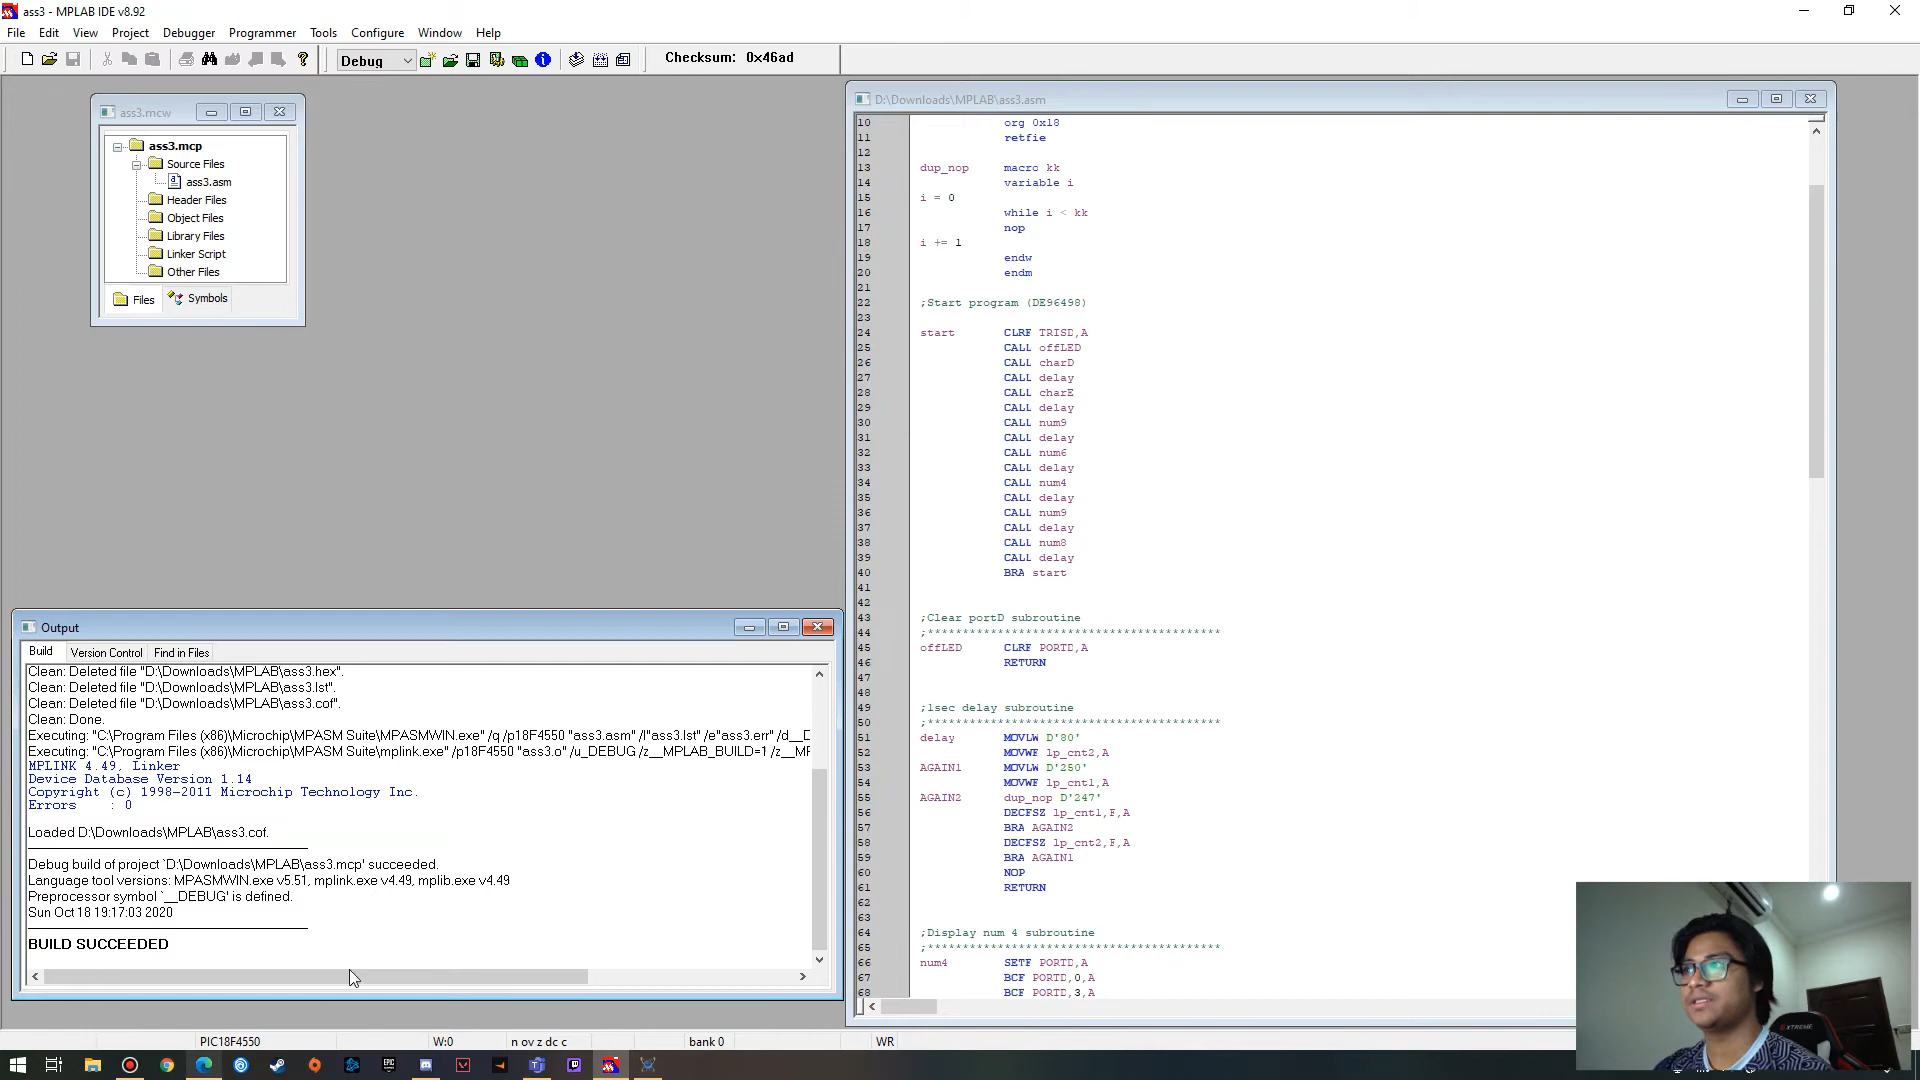 ass3 - MPLAB IDE v8.92
File Edit View Project Debugger Programmer Tools Configure Window Help
Debug
Checksum: 0x46ad
ass3.mcw
ass3.mcp
Source Files
ass3.asm
Header Files
Object Files
Library Files
Linker Script
Other Files
Files Symbols
Output
Build Version Control Find in Files
Clean: Deleted file "D:\Downloads\MPLAB\ass3.hex".
Clean: Deleted file "D:\Downloads\MPLAB\ass3.lst".
Clean: Deleted file "D:\Downloads\MPLAB\ass3.cof".
Clean: Done.
Executing: "C:\Program Files (x86)\Microchip\MPASM Suite\MPASMWIN.exe" /q /p18F4550 "ass3.asm" /l"ass3.lst" /e"ass3.err" /d__D
Executing: "C:\Program Files (x86)\Microchip\MPASM Suite\mplink.exe" /p18F4550 "ass3.o" /u_DEBUG /z__MPLAB_BUILD=1 /z__MF
MPLINK 4.49, Linker
Device Database Version 1.14
Copyright (c) 1998-2011 Microchip Technology Inc.
Errors : 0
Loaded D:\Downloads\MPLAB\ass3.cof.
Debug build of project `D:\Downloads\MPLAB\ass3.mcp' succeeded.
Language tool versions: MPASMWIN.exe v5.51, mplink.exe v4.49, mplib.exe v4.49
Preprocessor symbol `__DEBUG' is defined.
Sun Oct 18 19:17:03 2020
BUILD SUCCEEDED
D:\Downloads\MPLAB\ass3.asm
10 org 0x18
11 retfie
12
13 dup_nop macro kk
14 variable i
15 i = 0
16 while i < kk
17 nop
18 i += 1
19 endw
20 endm
21
22 ;Start program (DE96498)
23
24 start CLRF TRISD,A
25 CALL offLED
26 CALL charD
27 CALL delay
28 CALL charE
29 CALL delay
30 CALL num9
31 CALL delay
32 CALL num6
33 CALL delay
34 CALL num4
35 CALL delay
36 CALL num9
37 CALL delay
38 CALL num8
39 CALL delay
40 BRA start
41
42
43 ;Clear portD subroutine
44 ;******************************************
45 offLED CLRF PORTD,A
46 RETURN
47
48
49 ;1sec delay subroutine
50 ;******************************************
51 delay MOVLW D'80'
52 MOVWF lp_cnt2,A
53 AGAIN1 MOVLW D'250'
54 MOVWF lp_cnt1,A
55 AGAIN2 dup_nop D'247'
56 DECFSZ lp_cnt1,F,A
57 BRA AGAIN2
58 DECFSZ lp_cnt2,F,A
59 BRA AGAIN1
60 NOP
61 RETURN
62
63
64 ;Display num 4 subroutine
65 ;******************************************
66 num4 SETF PORTD,A
67 BCF PORTD,0,A
68 BCF PORTD,3,A
PIC18F4550 W:0 n ov z dc c bank 0 WR